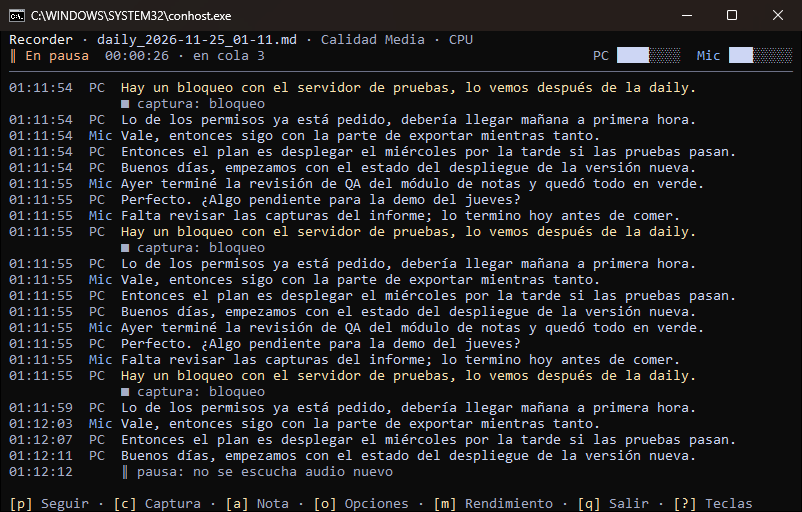 C:\WINDOWS\SYSTEM32\conhost.exe
Recorder · daily_2026-11-25_01-11.md · Calidad Media · CPU
En pausa 00:00:26 · en cola 3 PC Mic
01:11:54 PC Hay un bloqueo con el servidor de pruebas, lo vemos después de la daily.
■ captura: bloqueo
01:11:54 PC Lo de los permisos ya está pedido, debería llegar mañana a primera hora.
01:11:54 Mic Vale, entonces sigo con la parte de exportar mientras tanto.
01:11:54 PC Entonces el plan es desplegar el miércoles por la tarde si las pruebas pasan.
01:11:54 PC Buenos días, empezamos con el estado del despliegue de la versión nueva.
01:11:55 Mic Ayer terminé la revisión de QA del módulo de notas y quedó todo en verde.
01:11:55 PC Perfecto. ¿Algo pendiente para la demo del jueves?
01:11:55 Mic Falta revisar las capturas del informe; lo termino hoy antes de comer.
01:11:55 PC Hay un bloqueo con el servidor de pruebas, lo vemos después de la daily.
■ captura: bloqueo
01:11:55 PC Lo de los permisos ya está pedido, debería llegar mañana a primera hora.
01:11:55 Mic Vale, entonces sigo con la parte de exportar mientras tanto.
01:11:55 PC Entonces el plan es desplegar el miércoles por la tarde si las pruebas pasan.
01:11:55 PC Buenos días, empezamos con el estado del despliegue de la versión nueva.
01:11:55 Mic Ayer terminé la revisión de QA del módulo de notas y quedó todo en verde.
01:11:55 PC Perfecto. ¿Algo pendiente para la demo del jueves?
01:11:55 Mic Falta revisar las capturas del informe; lo termino hoy antes de comer.
01:11:55 PC Hay un bloqueo con el servidor de pruebas, lo vemos después de la daily.
■ captura: bloqueo
01:11:59 PC Lo de los permisos ya está pedido, debería llegar mañana a primera hora.
01:12:03 Mic Vale, entonces sigo con la parte de exportar mientras tanto.
01:12:07 PC Entonces el plan es desplegar el miércoles por la tarde si las pruebas pasan.
01:12:11 PC Buenos días, empezamos con el estado del despliegue de la versión nueva.
01:12:12 ‖ pausa: no se escucha audio nuevo
[p] Seguir · [c] Captura · [a] Nota · [o] Opciones · [m] Rendimiento · [q] Salir · [?] Teclas